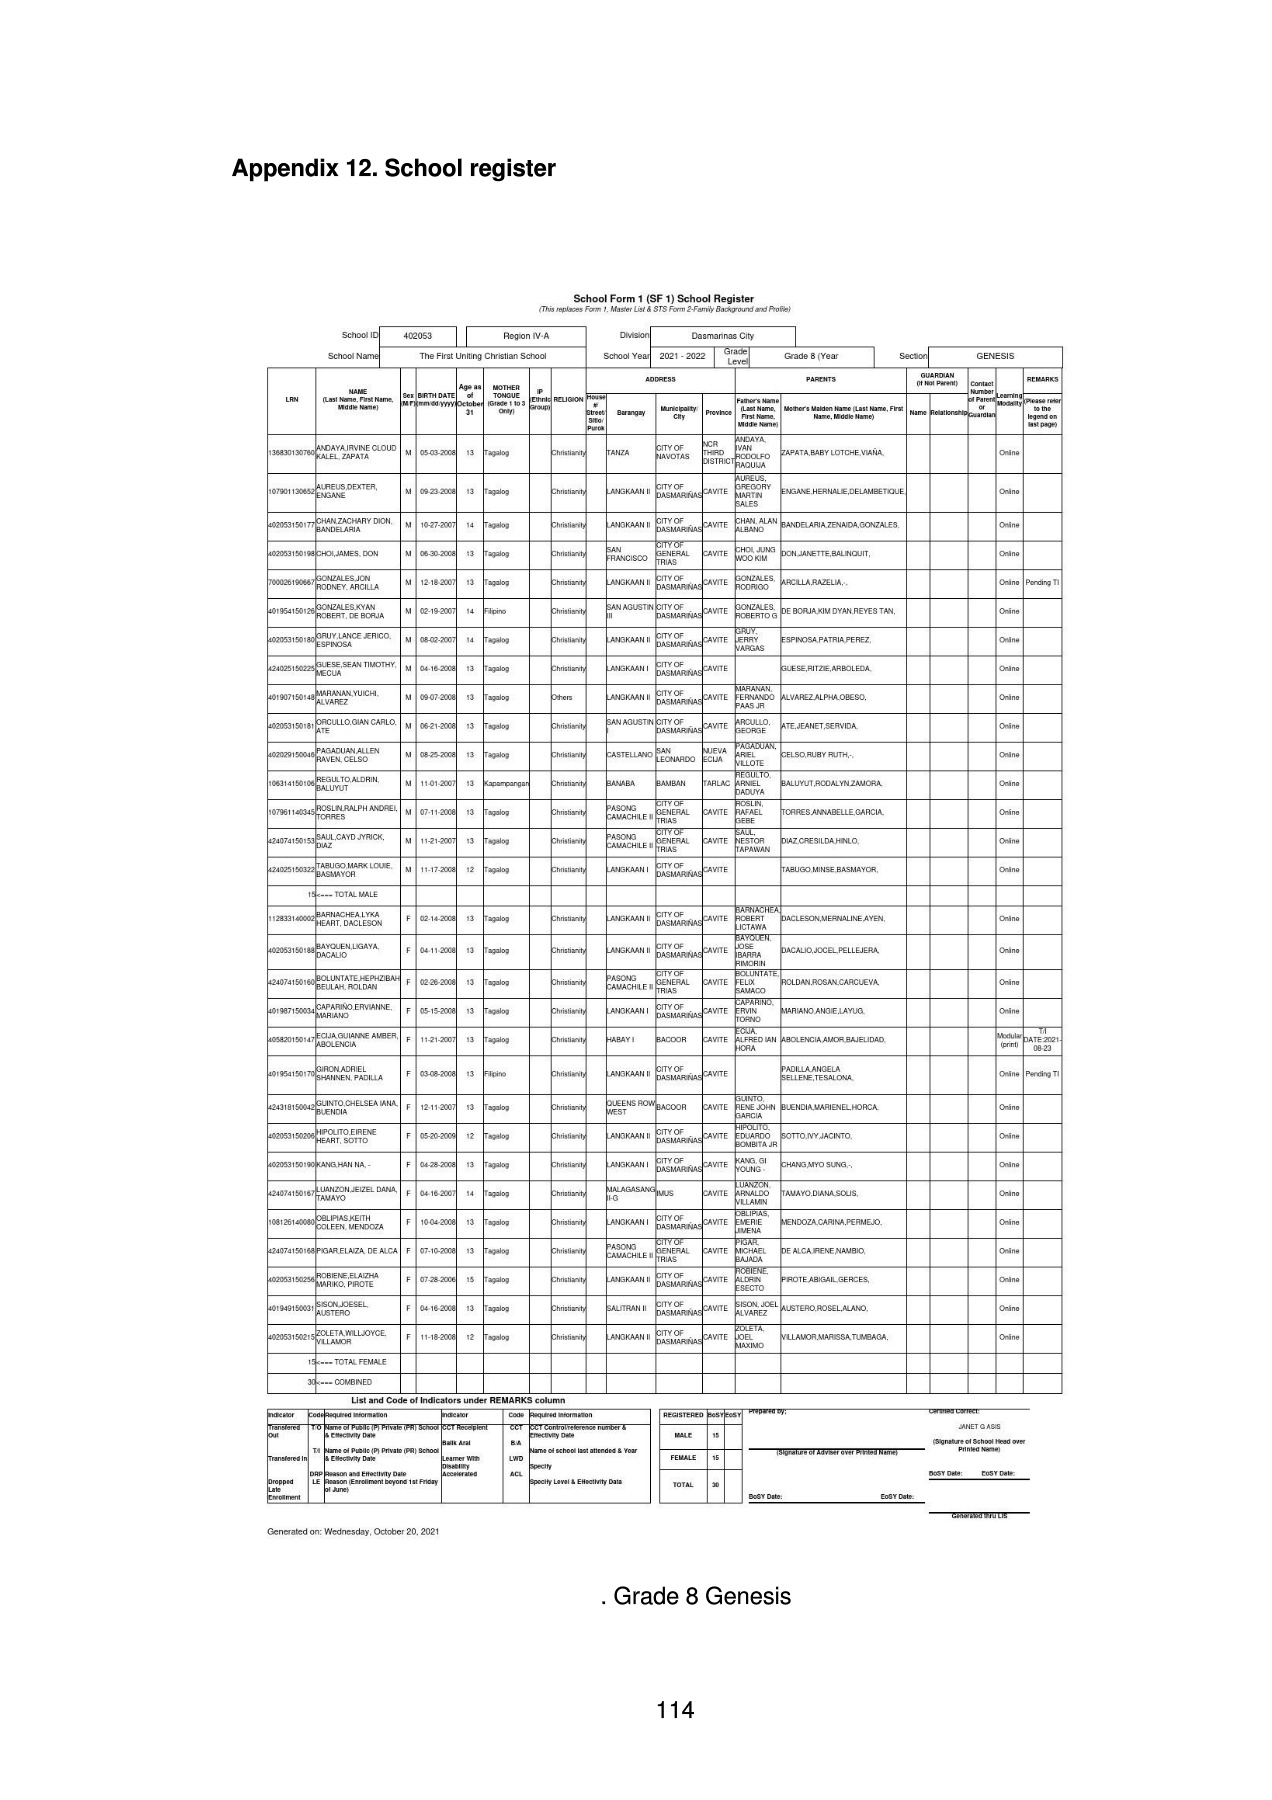 Appendix 12. School register
School Form 1 (SF 1) School Register
(This replaces Form 1, Master List & STS Form 2-Family Background and Profile)
School ID 402053 Region IV-A Division Dasmarinas City
School Name The First Uniting Christian School School Year 2021 - 2022 Grade Level Grade 8 (Year Section GENESIS
LRN NAME (Last Name, First Name, Middle Name) Sex (M/F) BIRTH DATE (mm/dd/yyyy) Age as of October 31 MOTHER TONGUE (Grade 1 to 3 Only) IP (Ethnic Group) RELIGION ADDRESS House #/ Street/ Sitio/ Purok Barangay Municipality/ City Province PARENTS Father's Name (Last Name, First Name, Middle Name) Mother's Maiden Name (Last Name, First Name, Middle Name) GUARDIAN (If Not Parent) Name Relationship Contact Number of Parent or Guardian Learning Modality REMARKS (Please refer to the legend on last page)
136830130760 ANDAYA,IRVINE CLOUD KALEL, ZAPATA M 05-03-2008 13 Tagalog Christianity TANZA CITY OF NAVOTAS NCR THIRD DISTRICT ANDAYA, IVAN RODOLFO RAQUIJA ZAPATA,BABY LOTCHE,VIAÑA, Online
107901130652 AUREUS,DEXTER, ENGANE M 09-23-2008 13 Tagalog Christianity LANGKAAN II CITY OF DASMARIÑAS CAVITE AUREUS, GREGORY MARTIN SALES ENGANE,HERNALIE,DELAMBETIQUE, Online
402053150177 CHAN,ZACHARY DION, BANDELARIA M 10-27-2007 14 Tagalog Christianity LANGKAAN II CITY OF DASMARIÑAS CAVITE CHAN, ALAN ALBANO BANDELARIA,ZENAIDA,GONZALES, Online
402053150198 CHOI,JAMES, DON M 06-30-2008 13 Tagalog Christianity SAN FRANCISCO CITY OF GENERAL TRIAS CAVITE CHOI, JUNG WOO KIM DON,JANETTE,BALINQUIT, Online
700026190667 GONZALES,JON RODNEY, ARCILLA M 12-18-2007 13 Tagalog Christianity LANGKAAN II CITY OF DASMARIÑAS CAVITE GONZALES, RODRIGO ARCILLA,RAZELIA,-, Online Pending TI
401954150126 GONZALES,KYAN ROBERT, DE BORJA M 02-19-2007 14 Filipino Christianity SAN AGUSTIN III CITY OF DASMARIÑAS CAVITE GONZALES, ROBERTO G DE BORJA,KIM DYAN,REYES TAN, Online
402053150180 GRUY,LANCE JERICO, ESPINOSA M 08-02-2007 14 Tagalog Christianity LANGKAAN II CITY OF DASMARIÑAS CAVITE GRUY, JERRY VARGAS ESPINOSA,PATRIA,PEREZ, Online
424025150225 GUESE,SEAN TIMOTHY, MECUA M 04-16-2008 13 Tagalog Christianity LANGKAAN I CITY OF DASMARIÑAS CAVITE GUESE,RITZIE,ARBOLEDA, Online
401907150148 MARANAN,YUICHI, ALVAREZ M 09-07-2008 13 Tagalog Others LANGKAAN II CITY OF DASMARIÑAS CAVITE MARANAN, FERNANDO PAAS JR ALVAREZ,ALPHA,OBESO, Online
402053150181 ORCULLO,GIAN CARLO, ATE M 06-21-2008 13 Tagalog Christianity SAN AGUSTIN I CITY OF DASMARIÑAS CAVITE ARCULLO, GEORGE ATE,JEANET,SERVIDA, Online
402029150046 PAGADUAN,ALLEN RAVEN, CELSO M 08-25-2008 13 Tagalog Christianity CASTELLANO SAN LEONARDO NUEVA ECIJA PAGADUAN, ARIEL VILLOTE CELSO,RUBY RUTH,-, Online
106314150106 REGULTO,ALDRIN, BALUYUT M 11-01-2007 13 Kapampangan Christianity BANABA BAMBAN TARLAC REGULTO, ARNIEL DADUYA BALUYUT,RODALYN,ZAMORA, Online
107961140345 ROSLIN,RALPH ANDREI, TORRES M 07-11-2008 13 Tagalog Christianity PASONG CAMACHILE II CITY OF GENERAL TRIAS CAVITE ROSLIN, RAFAEL GEBE TORRES,ANNABELLE,GARCIA, Online
424074150153 SAUL,CAYD JYRICK, DIAZ M 11-21-2007 13 Tagalog Christianity PASONG CAMACHILE II CITY OF GENERAL TRIAS CAVITE SAUL, NESTOR TAPAWAN DIAZ,CRESILDA,HINLO, Online
424025150322 TABUGO,MARK LOUIE, BASMAYOR M 11-17-2008 12 Tagalog Christianity LANGKAAN I CITY OF DASMARIÑAS CAVITE TABUGO,MINSE,BASMAYOR, Online
15 <=== TOTAL MALE
112833140002 BARNACHEA,LYKA HEART, DACLESON F 02-14-2008 13 Tagalog Christianity LANGKAAN II CITY OF DASMARIÑAS CAVITE BARNACHEA, ROBERT LICTAWA DACLESON,MERNALINE,AYEN, Online
402053150188 BAYQUEN,LIGAYA, DACALIO F 04-11-2008 13 Tagalog Christianity LANGKAAN II CITY OF DASMARIÑAS CAVITE BAYQUEN, JOSE IBARRA RIMORIN DACALIO,JOCEL,PELLEJERA, Online
424074150160 BOLUNTATE,HEPHZIBAH BEULAH, ROLDAN F 02-26-2008 13 Tagalog Christianity PASONG CAMACHILE II CITY OF GENERAL TRIAS CAVITE BOLUNTATE, FELIX SAMACO ROLDAN,ROSAN,CARCUEVA, Online
401987150034 CAPARIÑO,ERVIANNE, MARIANO F 05-15-2008 13 Tagalog Christianity LANGKAAN I CITY OF DASMARIÑAS CAVITE CAPARINO, ERVIN TORNO MARIANO,ANGIE,LAYUG, Online
405820150147 ECIJA,GUIANNE AMBER, ABOLENCIA F 11-21-2007 13 Tagalog Christianity HABAY I BACOOR CAVITE ECIJA, ALFRED IAN HORA ABOLENCIA,AMOR,BAJELIDAD, Modular (print) T/I DATE:2021-08-23
401954150170 GIRON,ADRIEL SHANNEN, PADILLA F 03-08-2008 13 Filipino Christianity LANGKAAN II CITY OF DASMARIÑAS CAVITE PADILLA,ANGELA SELLENE,TESALONA, Online Pending TI
424318150042 GUINTO,CHELSEA IANA, BUENDIA F 12-11-2007 13 Tagalog Christianity QUEENS ROW WEST BACOOR CAVITE GUINTO, RENE JOHN GARCIA BUENDIA,MARIENEL,HORCA, Online
402053150206 HIPOLITO,EIRENE HEART, SOTTO F 05-20-2009 12 Tagalog Christianity LANGKAAN II CITY OF DASMARIÑAS CAVITE HIPOLITO, EDUARDO BOMBITA JR SOTTO,IVY,JACINTO, Online
402053150190 KANG,HAN NA, - F 04-28-2008 13 Tagalog Christianity LANGKAAN I CITY OF DASMARIÑAS CAVITE KANG, GI YOUNG - CHANG,MYO SUNG,-, Online
424074150167 LUANZON,JEIZEL DANA, TAMAYO F 04-16-2007 14 Tagalog Christianity MALAGASANG II-G IMUS CAVITE LUANZON, ARNALDO VILLAMIN TAMAYO,DIANA,SOLIS, Online
108126140080 OBLIPIAS,KEITH COLEEN, MENDOZA F 10-04-2008 13 Tagalog Christianity LANGKAAN I CITY OF DASMARIÑAS CAVITE OBLIPIAS, EMERIE JIMENA MENDOZA,CARINA,PERMEJO, Online
424074150168 PIGAR,ELAIZA, DE ALCA F 07-10-2008 13 Tagalog Christianity PASONG CAMACHILE II CITY OF GENERAL TRIAS CAVITE PIGAR, MICHAEL BAJADA DE ALCA,IRENE,NAMBIO, Online
402053150256 ROBIENE,ELAIZHA MARIKO, PIROTE F 07-28-2006 15 Tagalog Christianity LANGKAAN II CITY OF DASMARIÑAS CAVITE ROBIENE, ALDRIN ESECTO PIROTE,ABIGAIL,GERCES, Online
401949150031 SISON,JOESEL, AUSTERO F 04-16-2008 13 Tagalog Christianity SALITRAN II CITY OF DASMARIÑAS CAVITE SISON, JOEL ALVAREZ AUSTERO,ROSEL,ALANO, Online
402053150215 ZOLETA,WILLJOYCE, VILLAMOR F 11-18-2008 12 Tagalog Christianity LANGKAAN II CITY OF DASMARIÑAS CAVITE ZOLETA, JOEL MAXIMO VILLAMOR,MARISSA,TUMBAGA, Online
15 <=== TOTAL FEMALE
30 <=== COMBINED
List and Code of Indicators under REMARKS column
Indicator Code Required Information Indicator Code Required Information
Transfered Out T/O Name of Public (P) Private (PR) School & Effectivity Date CCT Receipient CCT CCT Control/reference number & Effectivity Date
Transfered In T/I Name of Public (P) Private (PR) School & Effectivity Date Balik Aral B/A Name of school last attended & Year
Dropped DRP Reason and Effectivity Date Learner With Disability LWD Specify
Late Enrollment LE Reason (Enrollment beyond 1st Friday of June) Accelerated ACL Specify Level & Effectivity Data
REGISTERED BoSY EoSY
MALE 15
FEMALE 15
TOTAL 30
Prepared by:
(Signature of Adviser over Printed Name)
BoSY Date: EoSY Date:
Certified Correct:
JANET G ASIS
(Signature of School Head over Printed Name)
BoSY Date: EoSY Date:
Generated thru LIS
Generated on: Wednesday, October 20, 2021
. Grade 8 Genesis
114